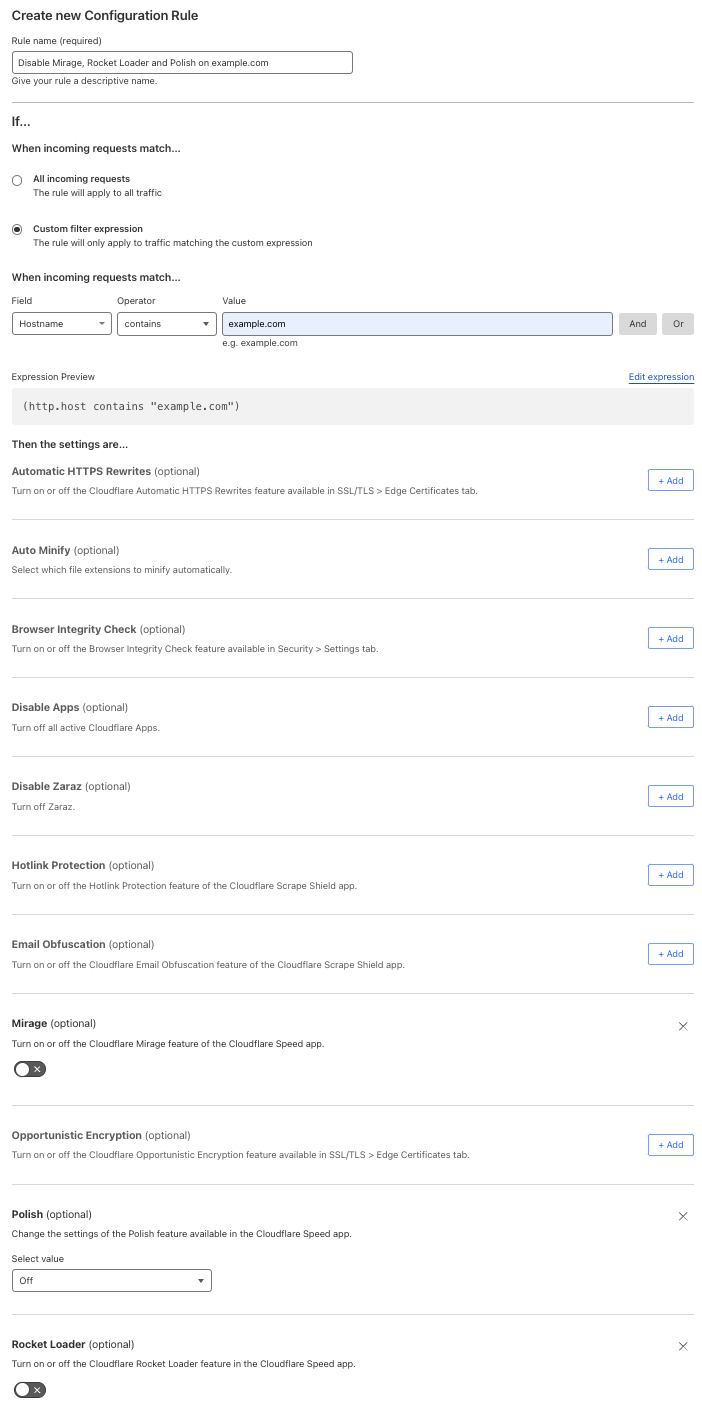 Create new Configuration Rule
Rule name (required)
Disable Mirage, Rocket Loader and Polish on example.com
Give your rule a descriptive name.
If...
When incoming requests match...
All incoming requests
The rule will apply to all traffic
Custom filter expression
The rule will only apply to traffic matching the custom expression
When incoming requests match...
Field Operator Value
Hostname contains example.com And Or
e.g. example.com
Expression Preview Edit expression
(http.host contains "example.com")
Then the settings are...
Automatic HTTPS Rewrites (optional)
+ Add
Turn on or off the Cloudflare Automatic HTTPS Rewrites feature available in SSL/TLS > Edge Certificates tab.
Auto Minify (optional)
+ Add
Select which file extensions to minify automatically.
Browser Integrity Check (optional)
+ Add
Turn on or off the Browser Integrity Check feature available in Security > Settings tab.
Disable Apps (optional)
+ Add
Turn off all active Cloudflare Apps.
Disable Zaraz (optional)
+ Add
Turn off Zaraz.
Hotlink Protection (optional)
+ Add
Turn on or off the Hotlink Protection feature of the Cloudflare Scrape Shield app.
Email Obfuscation (optional)
+ Add
Turn on or off the Cloudflare Email Obfuscation feature of the Cloudflare Scrape Shield app.
Mirage (optional)
Turn on or off the Cloudflare Mirage feature of the Cloudflare Speed app.
Opportunistic Encryption (optional)
+ Add
Turn on or off the Cloudflare Opportunistic Encryption feature available in SSL/TLS > Edge Certificates tab.
Polish (optional)
Change the settings of the Polish feature available in the Cloudflare Speed app.
Select value
Off
Rocket Loader (optional)
Turn on or off the Cloudflare Rocket Loader feature in the Cloudflare Speed app.